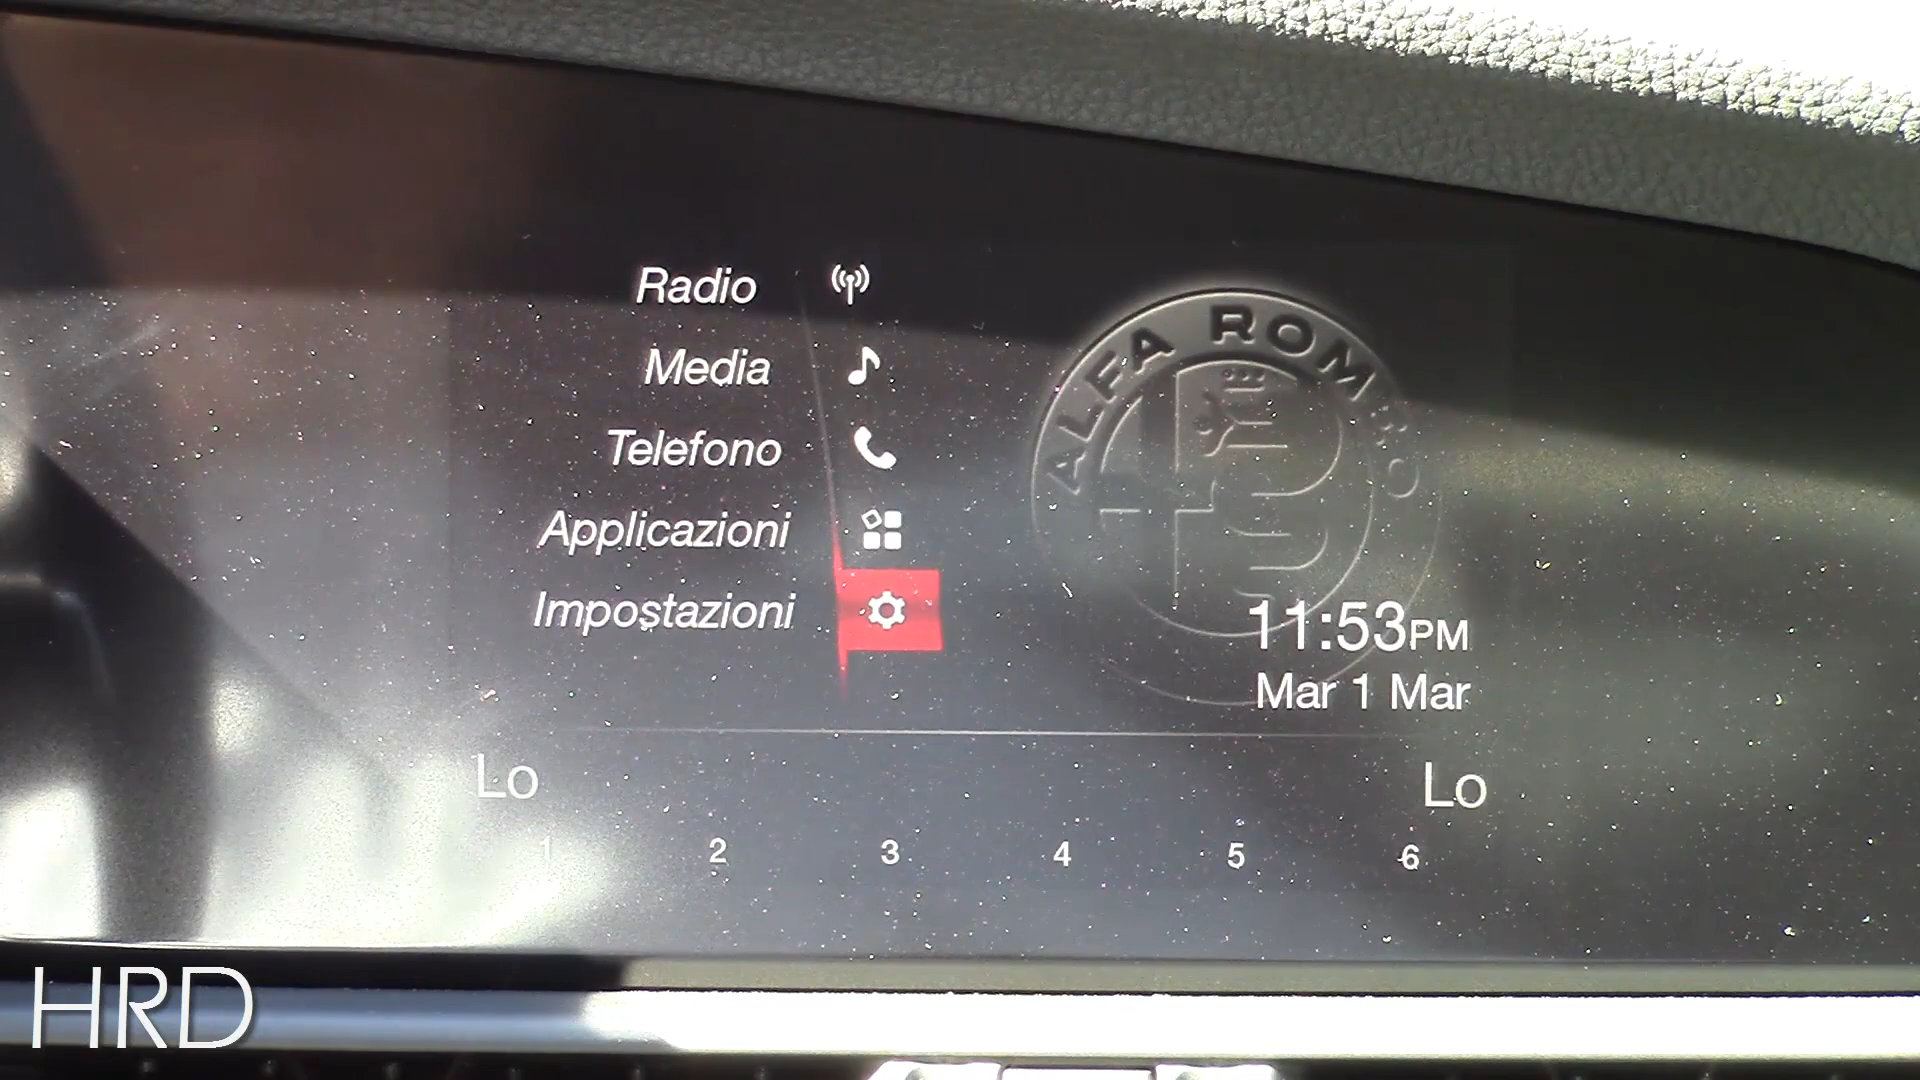 Radio
Media
Telefono
Applicazioni
Impostazioni
ALFA ROMEO
11:53PM
Mar 1 Mar
Lo
Lo
1 2 3 4 5 6
HRD